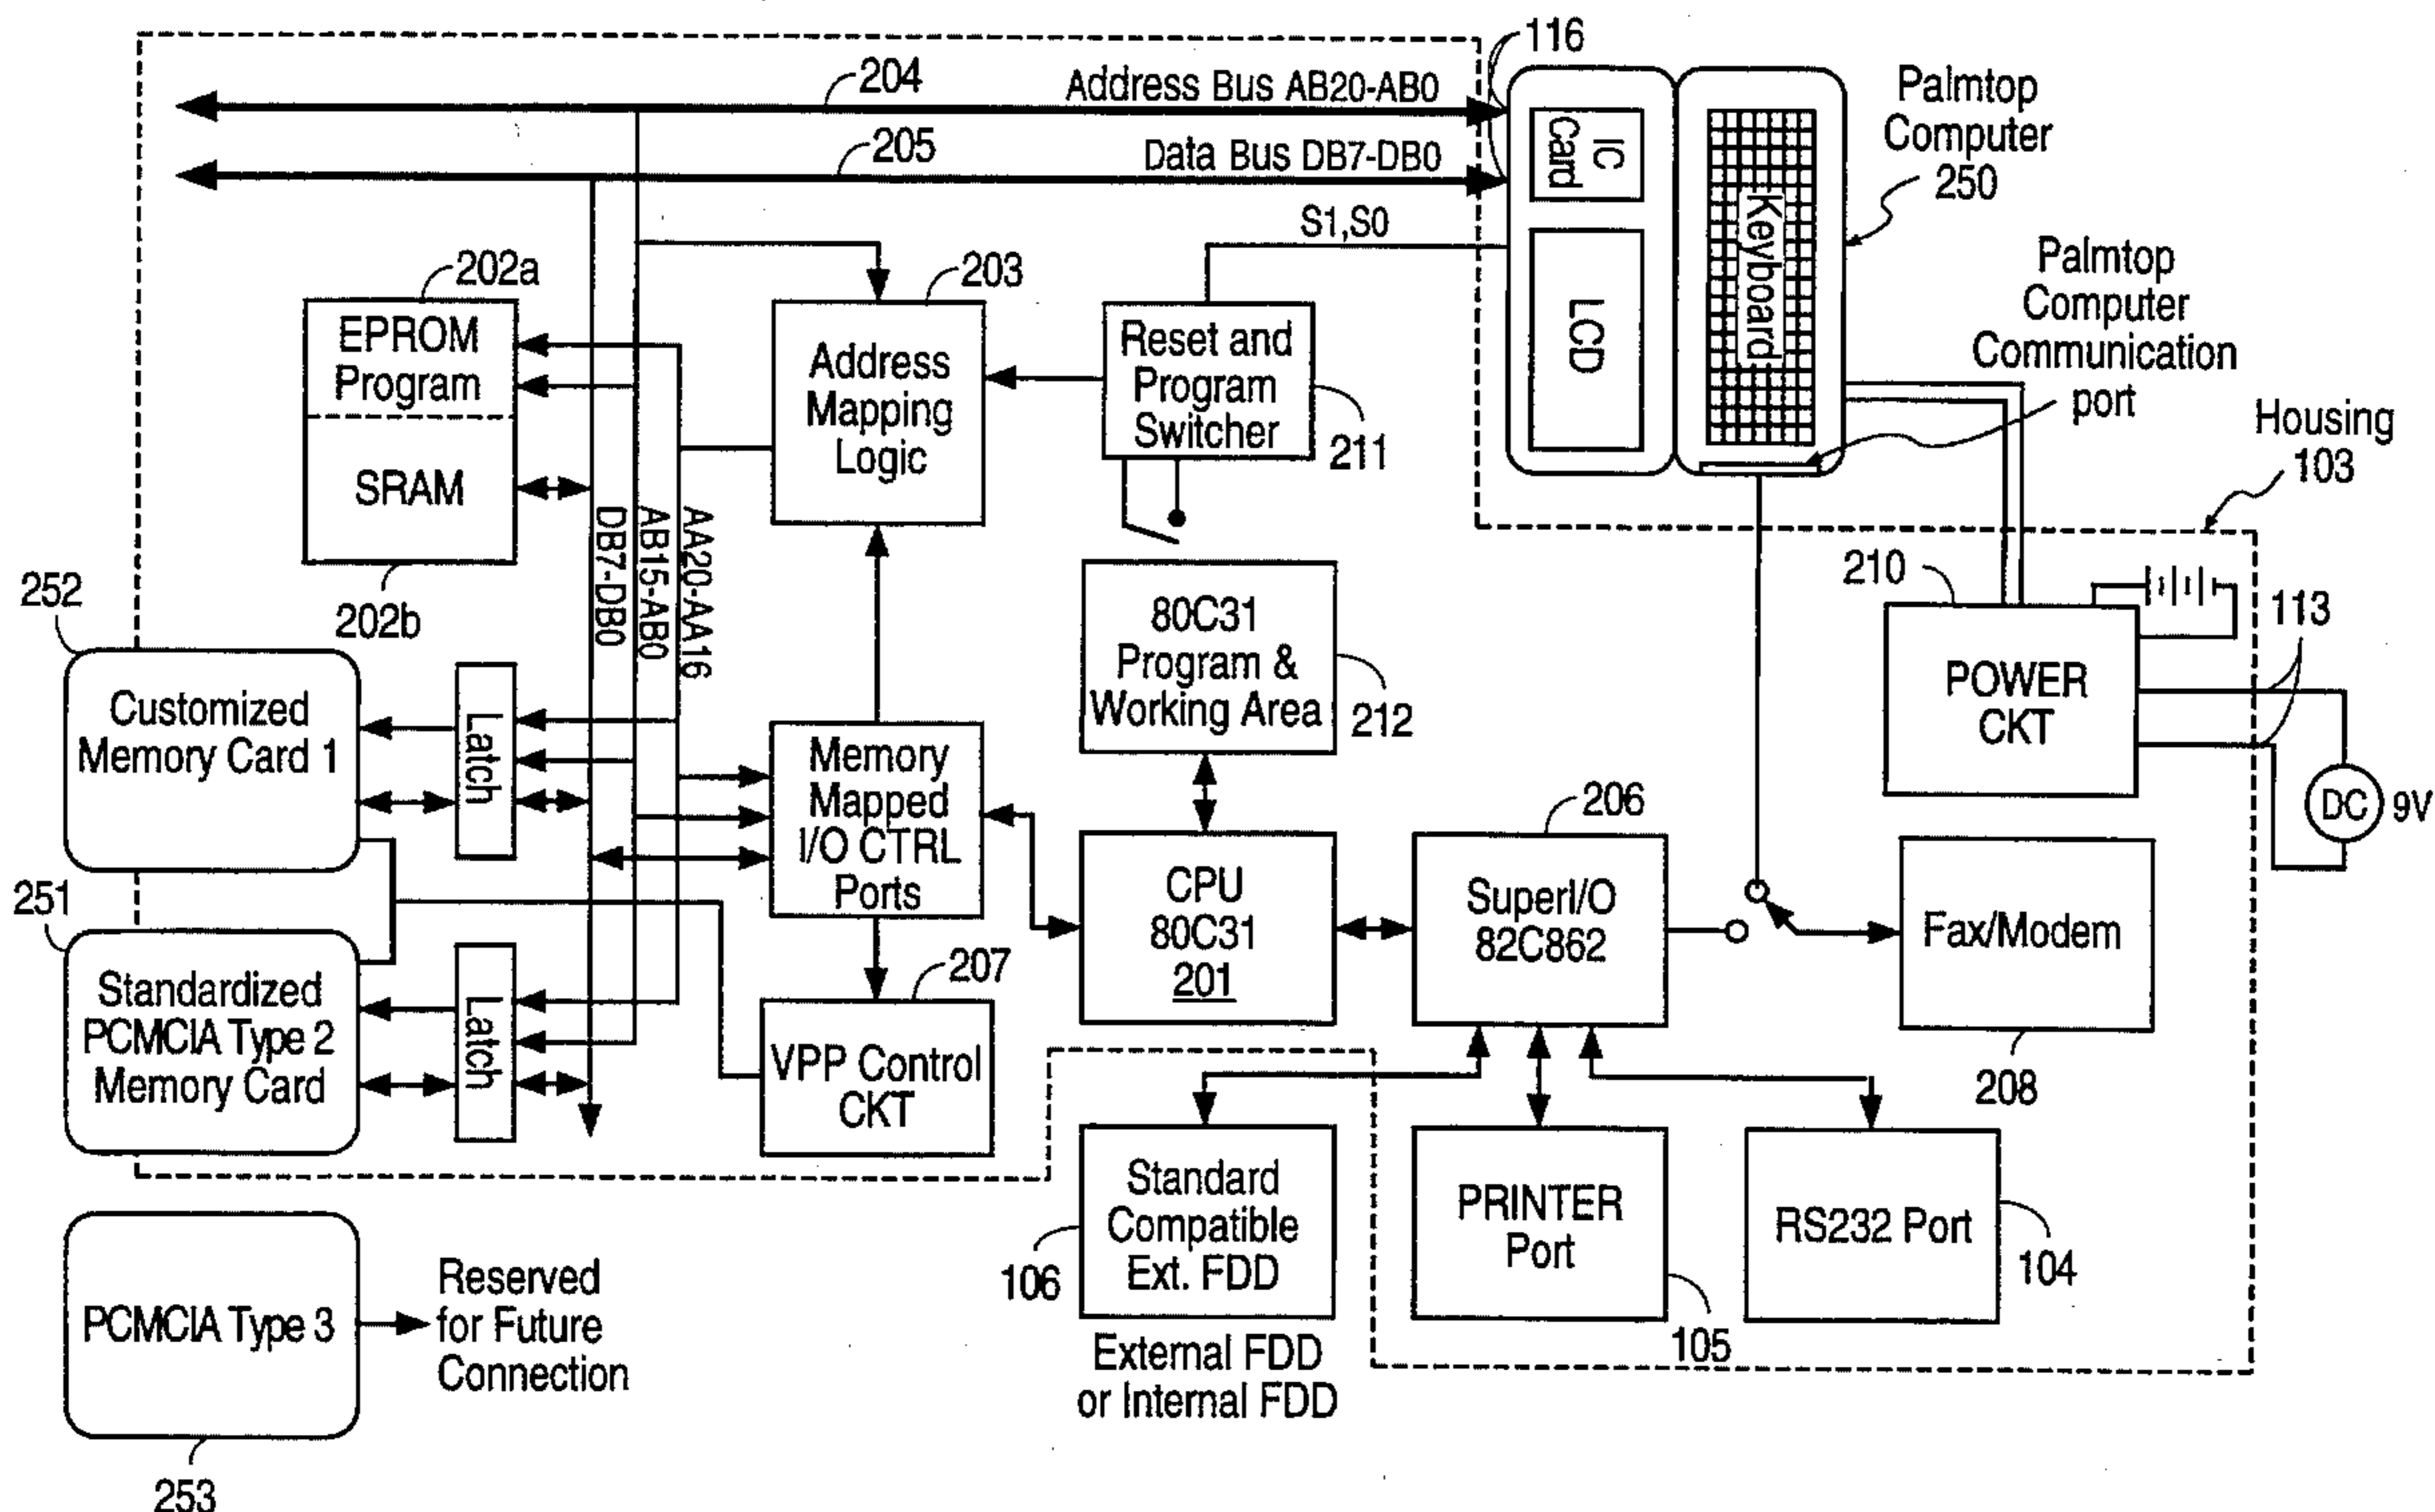 116
204
Address Bus AB20-AB0
205
Data Bus DB7-DB0
S1,S0
IC
Card
LCD
Keyboard
Palmtop
Computer
250
Palmtop
Computer
Communication
port
Housing
103
202a
EPROM
Program
SRAM
202b
203
Address
Mapping
Logic
Reset and
Program
Switcher
211
DB7-DB0
AB15-AB0
AA20-AA16
252
Customized
Memory Card 1
Latch
251
Standardized
PCMCIA Type 2
Memory Card
Latch
Memory
Mapped
I/O CTRL
Ports
207
VPP Control
CKT
80C31
Program &
Working Area
212
CPU
80C31
201
206
SuperI/O
82C862
210
POWER
CKT
113
DC
9V
Fax/Modem
208
Standard
Compatible
Ext. FDD
106
External FDD
or Internal FDD
PRINTER
Port
105
RS232 Port
104
PCMCIA Type 3
253
Reserved
for Future
Connection